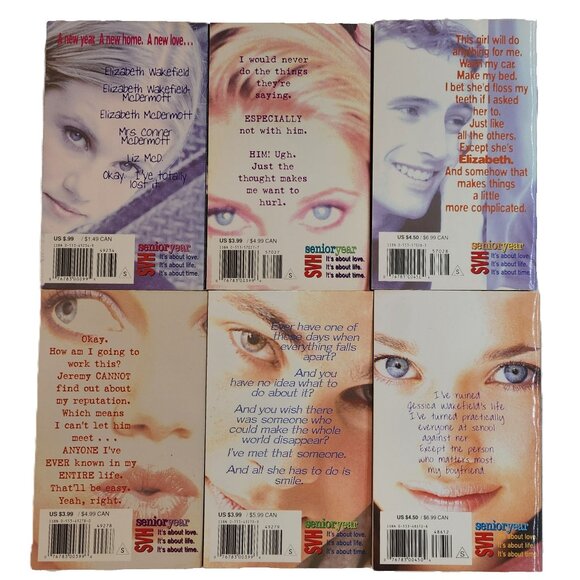 A new year. A new home. A new love...
Elizabeth Wakefield
Elizabeth Wakefield-
McDermott
Elizabeth McDermott
Mrs. Conner
McDermott
Liz McD.
Okay. I've totally
lost it.
US $.99 / $1.49 CAN
SVH senioryear
It's about love.
It's about life.
It's about time.
S
I would never
do the things
they're
saying.
ESPECIALLY
not with him.
HIM! Ugh.
Just the
thought makes
me want to
hurl.
US $3.99 / $4.99 CAN
57027
SVH senioryear
It's about love.
It's about life.
It's about time.
S
This girl will do
anything for me.
Wash my car.
Make my bed.
I bet she'd floss my
teeth if I asked
her to.
Just like
all the others.
Except she's
Elizabeth.
And somehow that
makes things
a little
more complicated.
US $4.50 / $6.99 CAN
57028
SVH senioryear
It's about love.
It's about life.
It's about time.
S
Okay.
How am I going to
work this?
Jeremy CANNOT
find out about
my reputation.
Which means
I can't let him
meet . . .
ANYONE I've
EVER known in my
ENTIRE life.
That'll be easy.
Yeah, right.
US $3.99 / $4.99 CAN
49278
SVH senioryear
It's about love.
It's about life.
It's about time.
S
Ever have one of
those days when
everything falls
apart?
And you
have no idea what to
do about it?
And you wish there
was someone who
could make the whole
world disappear?
I've met that someone.
And all she has to do is
smile.
US $3.99 / $5.99 CAN
49279
SVH senioryear
It's about love.
It's about life.
It's about time.
S
I've ruined
Jessica Wakefield's life.
I've turned practically
everyone at school
against her.
Except the person
who matters most:
my boyfriend.
US $4.50 / $6.99 CAN
48612
SVH senioryear
It's about love.
It's about life.
It's about time.
S